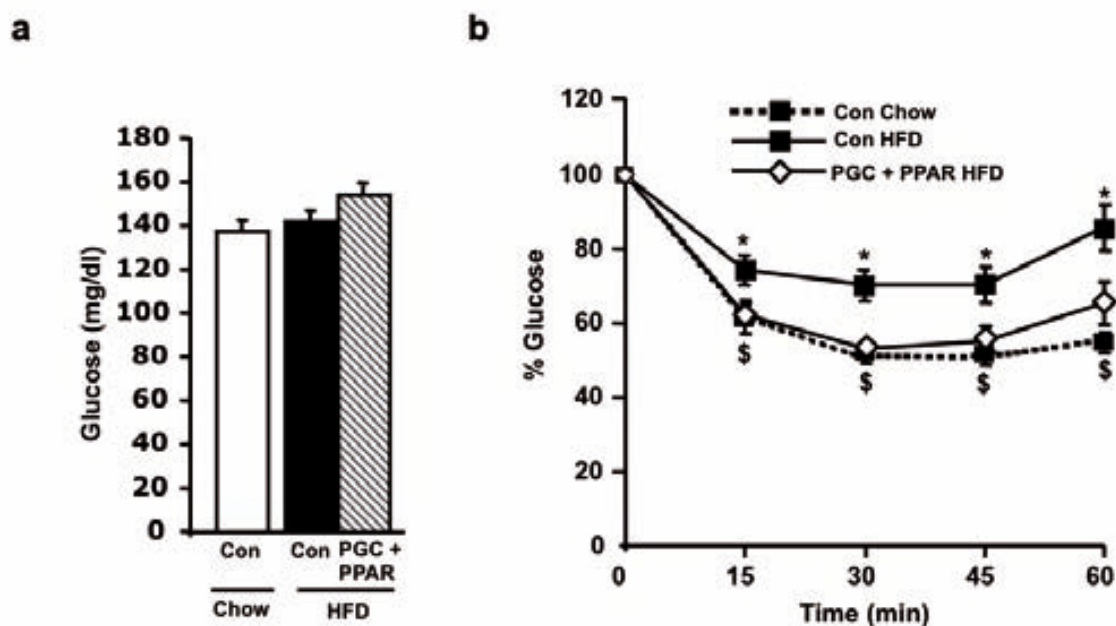 a
Glucose (mg/dl)
180
160
140
120
100
80
60
40
20
0
Con
Con
PGC +
PPAR
Chow
HFD
b
% Glucose
120
100
80
60
40
20
0
Con Chow
Con HFD
PGC + PPAR HFD
* * * *
$ $ $ $
0 15 30 45 60
Time (min)